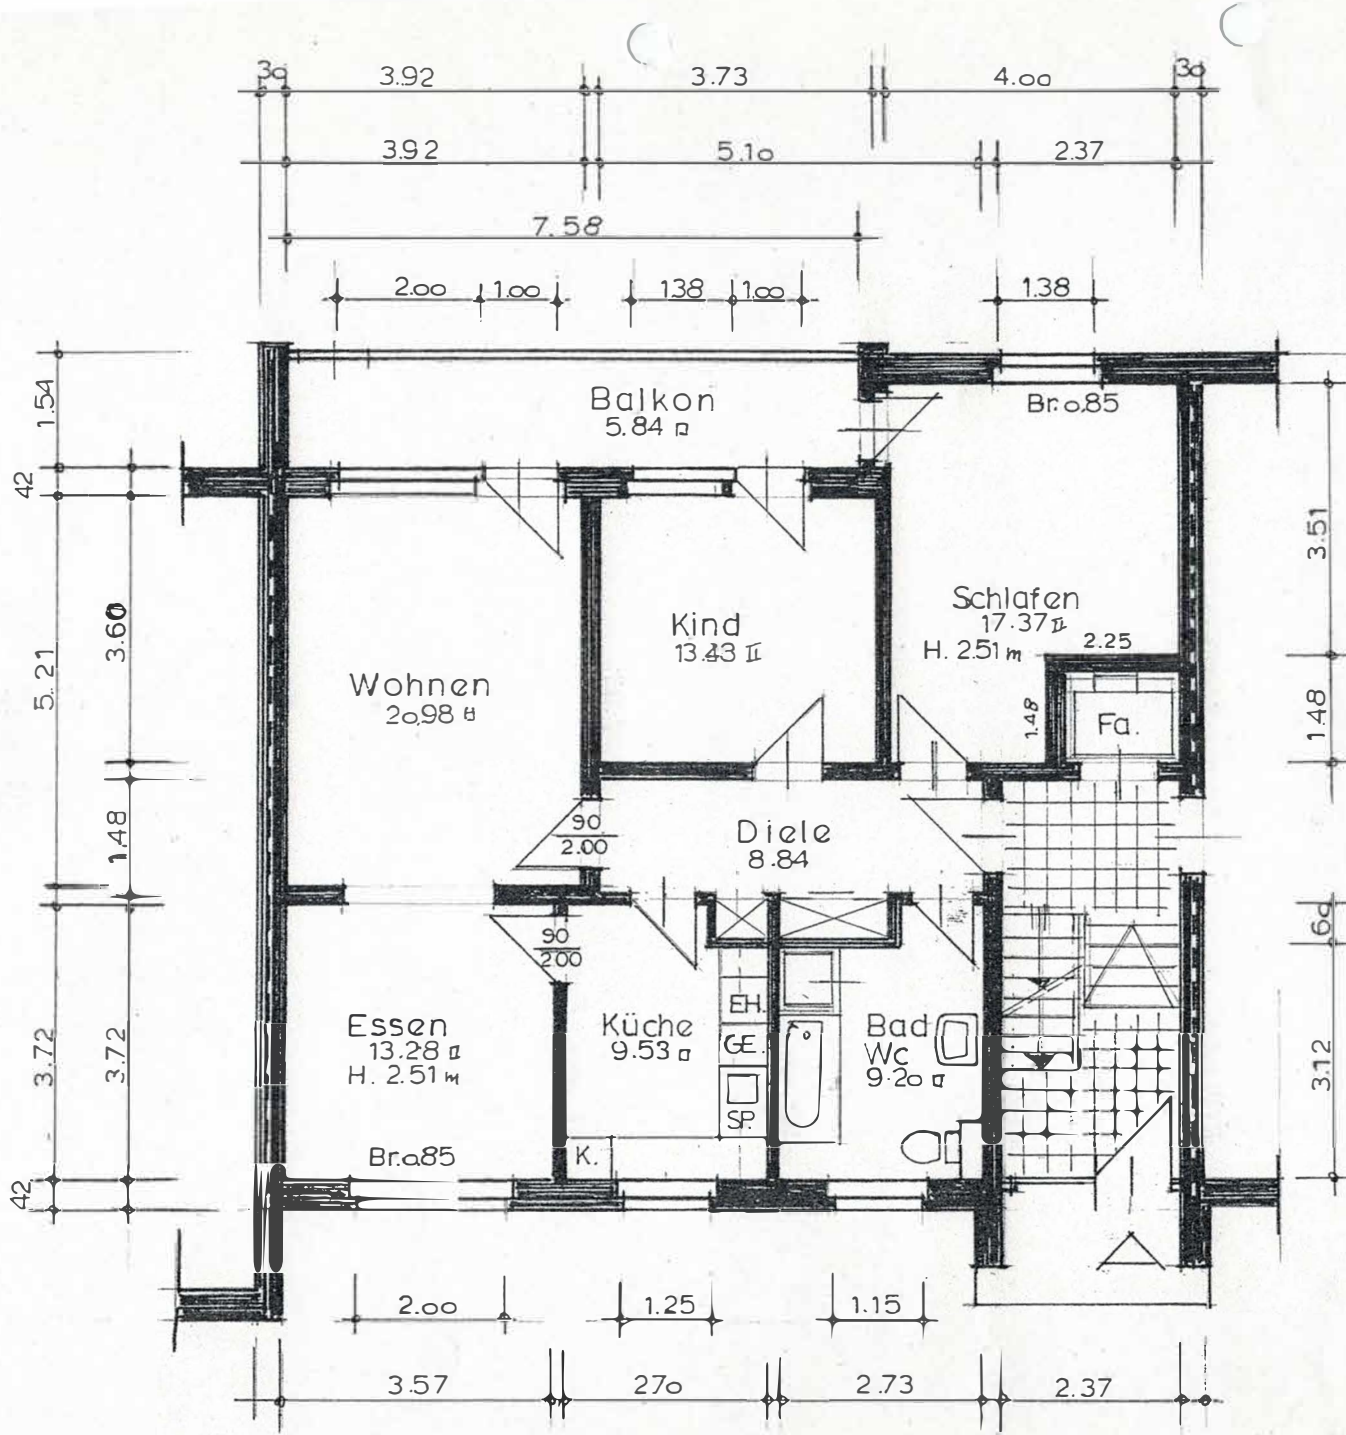 30 3.92 3.73 4.00 30
3.92 5.10 2.37
7.58
2.00 1.00 138 1.00 1.38
Balkon
5.84
Br. 0.85
1.54
42
3.60
5.21
1.48
3.72
3.72
42
3.51
1.48
60
3.12
Wohnen
20.98
Kind
13.43
Schlafen
17.37
H. 2.51 m
2.25
1.48
Fa.
90
2.00
Diele
8.84
90
200
Essen
13.28
H. 2.51 m
Br. 0.85
Küche
9.53
EH.
GE.
SP.
K.
Bad
Wc
9.20
2.00 1.25 1.15
3.57 270 2.73 2.37